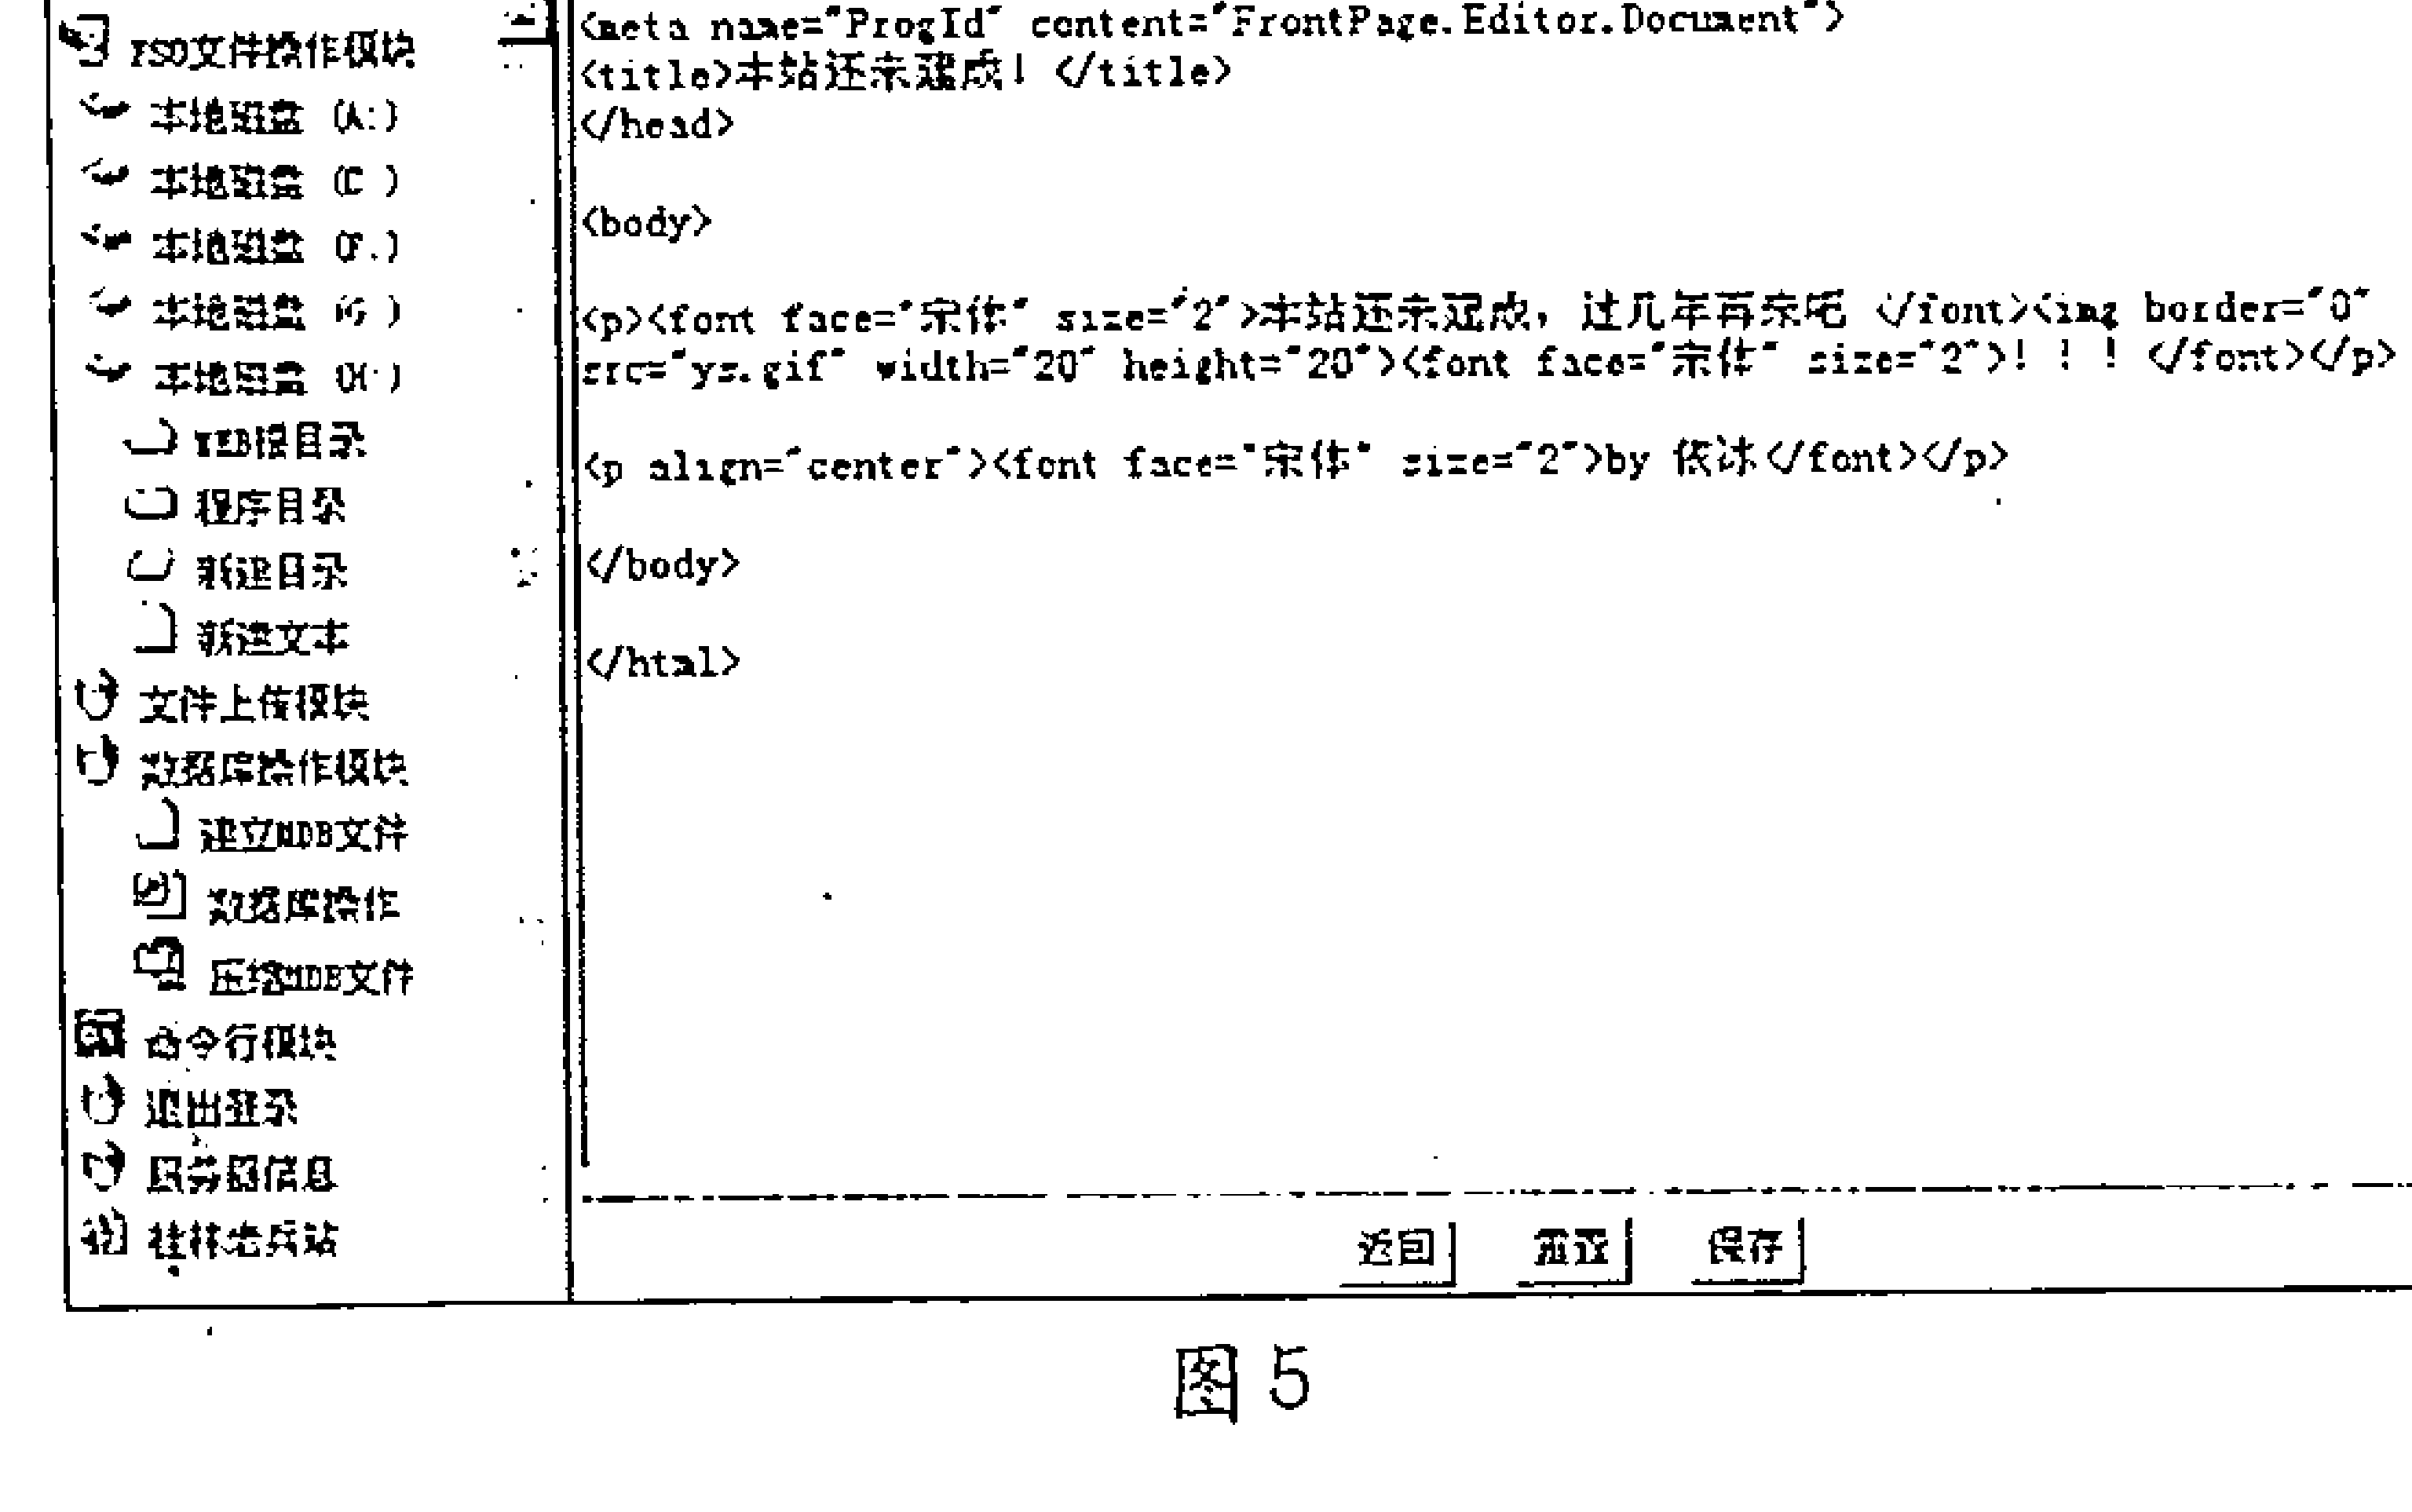 FSO文件操作模块
本地磁盘 (A:)
本地磁盘 (C )
本地磁盘 (F.)
本地磁盘 (G )
本地磁盘 (H:)
WEB根目录
程序目录
新建目录
新建文本
文件上传模块
数据库操作模块
建立MDB文件
数据库操作
压缩MDB文件
命令行模块
退出登录
服务器信息
桂林老兵站
<meta name="ProgId" content="FrontPage.Editor.Document">
<title>本站还未建成! </title>
</head>
<body>
<p><font face="宋体" size="2">本站还未建成，过几年再来吧 </font><img border="0"
src="ys.gif" width="20" height="20"><font face="宋体" size="2">! ! ! </font></p>
<p align="center"><font face="宋体" size="2">by 依冰</font></p>
</body>
</html>
返回 重置 保存
图 5